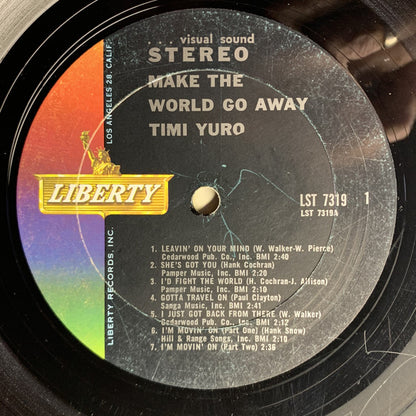 visual sound
STEREO
MAKE THE
WORLD GO AWAY
TIMI YURO
LOS ANGELES 28, CALIF.
LIBERTY
LIBERTY RECORDS, INC.
LST 7319 1
LST 7319A
1. LEAVIN' ON YOUR MIND (W. Walker-W. Pierce)
Cedarwood Pub. Co., Inc. BMI 2:40
2. SHE'S GOT YOU (Hank Cochran)
Pamper Music, Inc. BMI 2:20
3. I'D FIGHT THE WORLD (H. Cochran-J. Allison)
Pamper Music, Inc. BMI 2:54
4. GOTTA TRAVEL ON (Paul Clayton)
Sanga Music, Inc. BMI 2:41
5. I JUST GOT BACK FROM THERE (W. Walker)
Cedarwood Pub. Co., Inc. BMI 2:12
6. I'M MOVIN' ON (Part One) (Hank Snow)
Hill & Range Songs, Inc. BMI 2:30
7. I'M MOVIN' ON (Part Two) 2:36